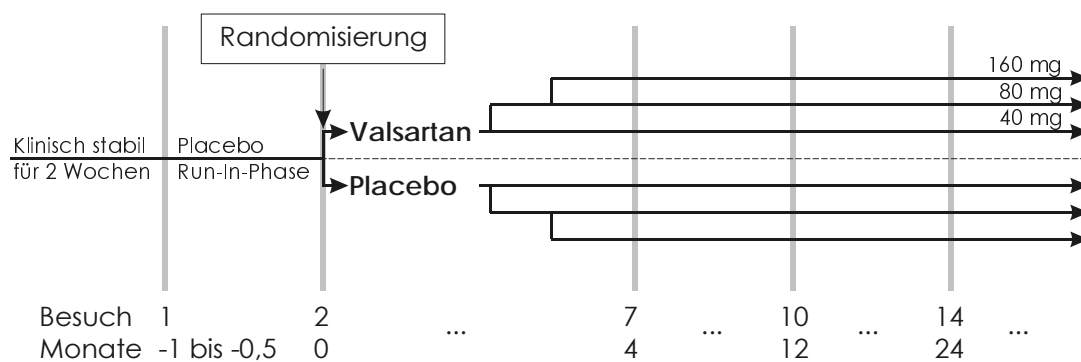 Randomisierung
160 mg
80 mg
40 mg
Valsartan
Klinisch stabil
für 2 Wochen
Placebo
Run-In-Phase
Placebo
Besuch 1 2 ... 7 ... 10 ... 14 ...
Monate -1 bis -0,5 0 4 12 24